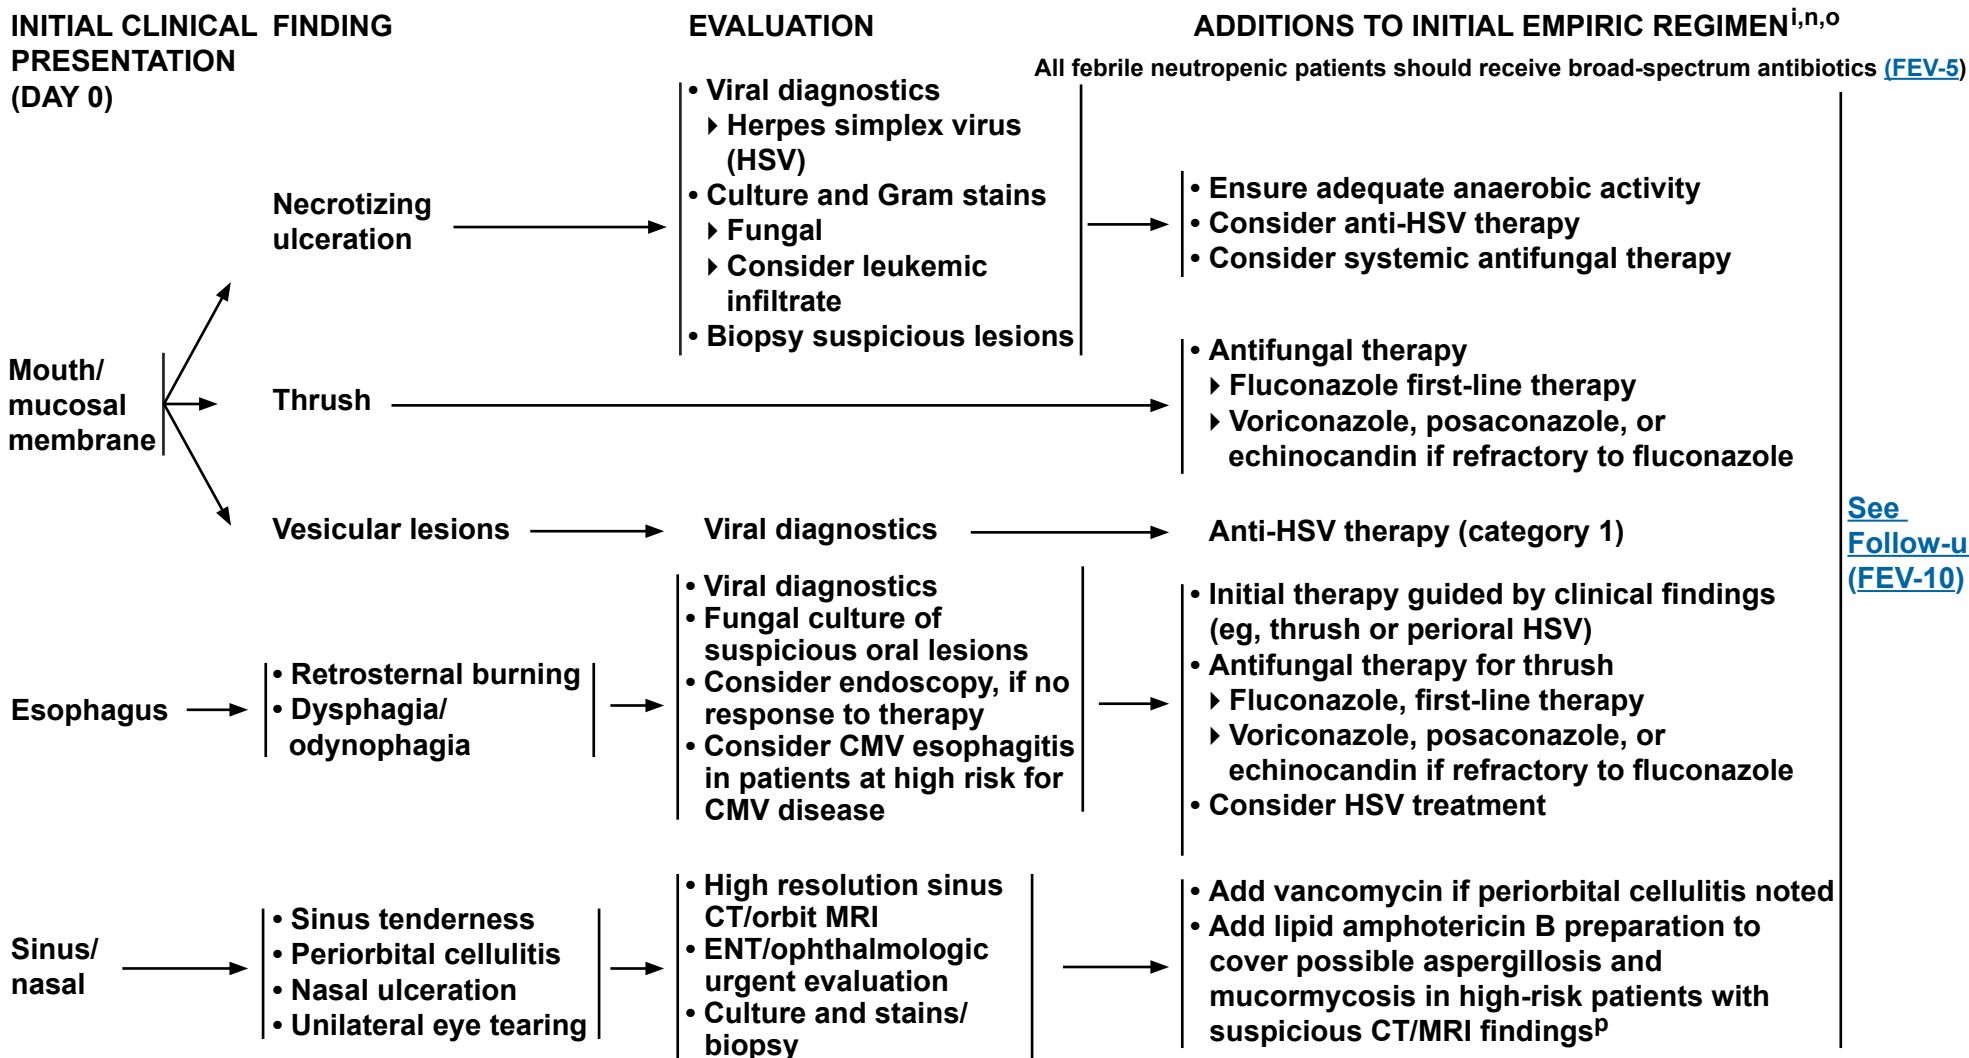 INITIAL CLINICAL
PRESENTATION
(DAY 0)
FINDING
EVALUATION
ADDITIONS TO INITIAL EMPIRIC REGIMENi,n,o
All febrile neutropenic patients should receive broad-spectrum antibiotics (FEV-5)
Mouth/
mucosal
membrane
Necrotizing
ulceration
• Viral diagnostics
‣ Herpes simplex virus
(HSV)
• Culture and Gram stains
‣ Fungal
‣ Consider leukemic
infiltrate
• Biopsy suspicious lesions
• Ensure adequate anaerobic activity
• Consider anti-HSV therapy
• Consider systemic antifungal therapy
Thrush
• Antifungal therapy
‣ Fluconazole first-line therapy
‣ Voriconazole, posaconazole, or
echinocandin if refractory to fluconazole
Vesicular lesions
Viral diagnostics
Anti-HSV therapy (category 1)
Esophagus
• Retrosternal burning
• Dysphagia/
odynophagia
• Viral diagnostics
• Fungal culture of
suspicious oral lesions
• Consider endoscopy, if no
response to therapy
• Consider CMV esophagitis
in patients at high risk for
CMV disease
• Initial therapy guided by clinical findings
(eg, thrush or perioral HSV)
• Antifungal therapy for thrush
‣ Fluconazole, first-line therapy
‣ Voriconazole, posaconazole, or
echinocandin if refractory to fluconazole
• Consider HSV treatment
Sinus/
nasal
• Sinus tenderness
• Periorbital cellulitis
• Nasal ulceration
• Unilateral eye tearing
• High resolution sinus
CT/orbit MRI
• ENT/ophthalmologic
urgent evaluation
• Culture and stains/
biopsy
• Add vancomycin if periorbital cellulitis noted
• Add lipid amphotericin B preparation to
cover possible aspergillosis and
mucormycosis in high-risk patients with
suspicious CT/MRI findingsp
See
Follow-u
(FEV-10)